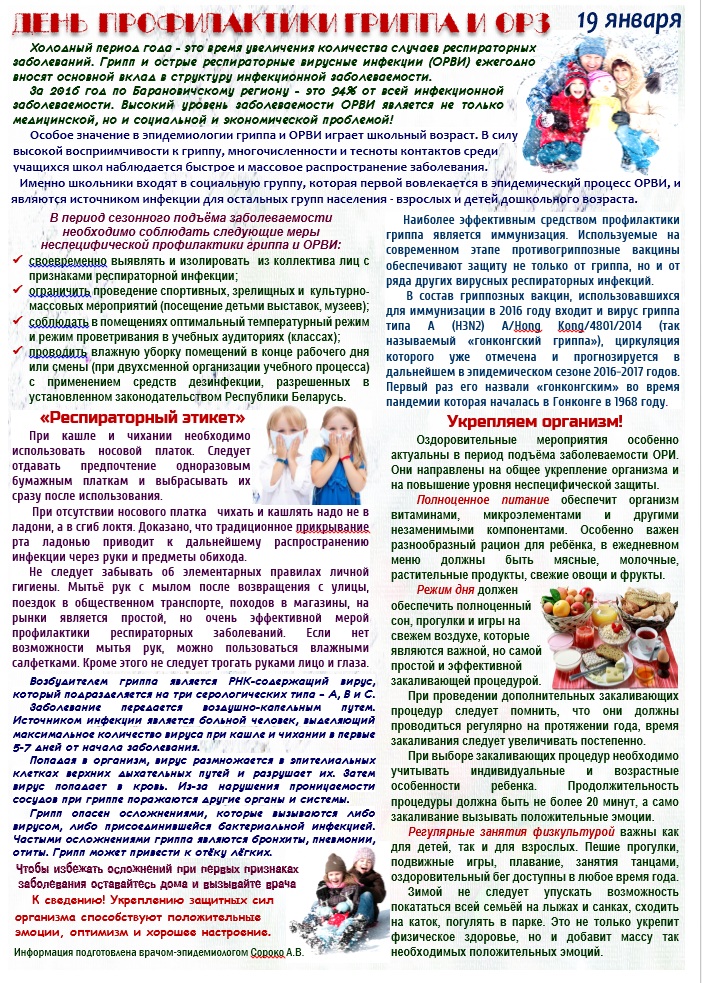 ДЕНЬ ПРОФИЛАКТИКИ ГРИППА И ОРЗ
19 января
Холодный период года - это время увеличения количества случаев респираторных
заболеваний. Грипп и острые респираторные вирусные инфекции (ОРВИ) ежегодно
вносят основной вклад в структуру инфекционной заболеваемости.
За 2016 год по Барановичскому региону - это 94% от всей инфекционной
заболеваемости. Высокий уровень заболеваемости ОРВИ является не только
медицинской, но и социальной и экономической проблемой!
Особое значение в эпидемиологии гриппа и ОРВИ играет школьный возраст. В силу
высокой восприимчивости к гриппу, многочисленности и тесноты контактов среди
учащихся школ наблюдается быстрое и массовое распространение заболевания.
Именно школьники входят в социальную группу, которая первой вовлекается в эпидемический процесс ОРВИ, и
являются источником инфекции для остальных групп населения - взрослых и детей дошкольного возраста.
В период сезонного подъёма заболеваемости
необходимо соблюдать следующие меры
неспецифической профилактики гриппа и ОРВИ:
своевременно выявлять и изолировать из коллектива лиц с
признаками респираторной инфекции;
ограничить проведение спортивных, зрелищных и культурно-
массовых мероприятий (посещение детьми выставок, музеев);
соблюдать в помещениях оптимальный температурный режим
и режим проветривания в учебных аудиториях (классах);
проводить влажную уборку помещений в конце рабочего дня
или смены (при двухсменной организации учебного процесса)
с применением средств дезинфекции, разрешенных в
установленном законодательством Республики Беларусь.
«Респираторный этикет»
При кашле и чихании необходимо
использовать носовой платок. Следует
отдавать предпочтение одноразовым
бумажным платкам и выбрасывать их
сразу после использования.
При отсутствии носового платка чихать и кашлять надо не в
ладони, а в сгиб локтя. Доказано, что традиционное прикрывание
рта ладонью приводит к дальнейшему распространению
инфекции через руки и предметы обихода.
Не следует забывать об элементарных правилах личной
гигиены. Мытьё рук с мылом после возвращения с улицы,
поездок в общественном транспорте, походов в магазины, на
рынки является простой, но очень эффективной мерой
профилактики респираторных заболеваний. Если нет
возможности мытья рук, можно пользоваться влажными
салфетками. Кроме этого не следует трогать руками лицо и глаза.
Возбудителем гриппа является РНК-содержащий вирус,
который подразделяется на три серологических типа – А, В и С.
Заболевание передается воздушно-капельным путем.
Источником инфекции является больной человек, выделяющий
максимальное количество вируса при кашле и чихании в первые
5-7 дней от начала заболевания.
Попадая в организм, вирус размножается в эпителиальных
клетках верхних дыхательных путей и разрушает их. Затем
вирус попадает в кровь. Из-за нарушения проницаемости
сосудов при гриппе поражаются другие органы и системы.
Грипп опасен осложнениями, которые вызываются либо
вирусом, либо присоединившейся бактериальной инфекцией.
Частыми осложнениями гриппа являются бронхиты, пневмонии,
отиты. Грипп может привести к отёку лёгких.
Чтобы избежать осложнений при первых признаках
заболевания оставайтесь дома и вызывайте врача
К сведению! Укреплению защитных сил
организма способствуют положительные
эмоции, оптимизм и хорошее настроение.
Информация подготовлена врачом-эпидемиологом Сороко А.В.
Наиболее эффективным средством профилактики
гриппа является иммунизация. Используемые на
современном этапе противогриппозные вакцины
обеспечивают защиту не только от гриппа, но и от
ряда других вирусных респираторных инфекций.
В состав гриппозных вакцин, использовавшихся
для иммунизации в 2016 году входит и вирус гриппа
типа А (H3N2) A/Hong Kong/4801/2014 (так
называемый «гонконгский грипп»), циркуляция
которого уже отмечена и прогнозируется в
дальнейшем в эпидемическом сезоне 2016-2017 годов.
Первый раз его назвали «гонконгским» во время
пандемии которая началась в Гонконге в 1968 году.
Укрепляем организм!
Оздоровительные мероприятия особенно
актуальны в период подъёма заболеваемости ОРИ.
Они направлены на общее укрепление организма и
на повышение уровня неспецифической защиты.
Полноценное питание обеспечит организм
витаминами, микроэлементами и другими
незаменимыми компонентами. Особенно важен
разнообразный рацион для ребёнка, в ежедневном
меню должны быть мясные, молочные,
растительные продукты, свежие овощи и фрукты.
Режим дня должен
обеспечить полноценный
сон, прогулки и игры на
свежем воздухе, которые
являются важной, но самой
простой и эффективной
закаливающей процедурой.
При проведении дополнительных закаливающих
процедур следует помнить, что они должны
проводиться регулярно на протяжении года, время
закаливания следует увеличивать постепенно.
При выборе закаливающих процедур необходимо
учитывать индивидуальные и возрастные
особенности ребенка. Продолжительность
процедуры должна быть не более 20 минут, а само
закаливание вызывать положительные эмоции.
Регулярные занятия физкультурой важны как
для детей, так и для взрослых. Пешие прогулки,
подвижные игры, плавание, занятия танцами,
оздоровительный бег доступны в любое время года.
Зимой не следует упускать возможность
покататься всей семьёй на лыжах и санках, сходить
на каток, погулять в парке. Это не только укрепит
физическое здоровье, но и добавит массу так
необходимых положительных эмоций.